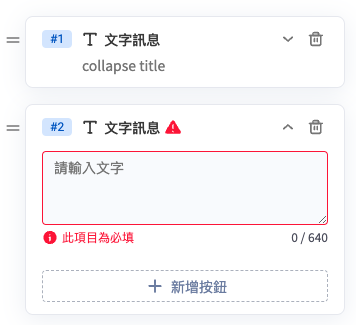 #1 文字訊息
collapse title
#2 文字訊息
請輸入文字
此項目為必填 0 / 640
新增按鈕